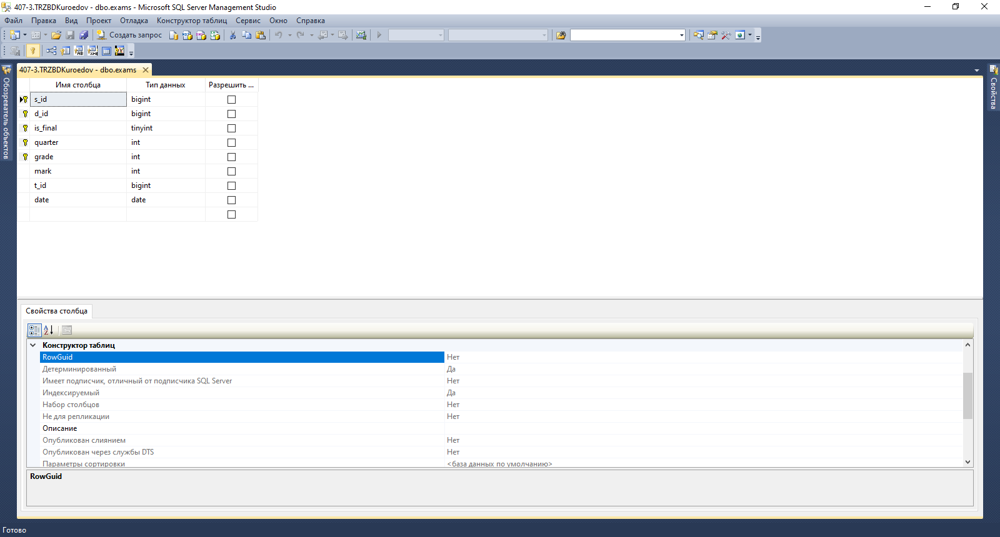 407-3.TRZBDKuroedov - dbo.exams - Microsoft SQL Server Management Studio
Файл Правка Вид Проект Отладка Конструктор таблиц Сервис Окно Справка
Создать запрос
Обозреватель объектов
407-3.TRZBDKuroedov - dbo.exams
Свойства
Имя столбца Тип данных Разрешить ...
s_id bigint
d_id bigint
is_final tinyint
quarter int
grade int
mark int
t_id bigint
date date
Свойства столбца
Конструктор таблиц
RowGuid Нет
Детерминированный Да
Имеет подписчик, отличный от подписчика SQL Server Нет
Индексируемый Да
Набор столбцов Нет
Не для репликации Нет
Описание
Опубликован слиянием Нет
Опубликован через службы DTS Нет
Параметры сортировки <база данных по умолчанию>
RowGuid
Готово